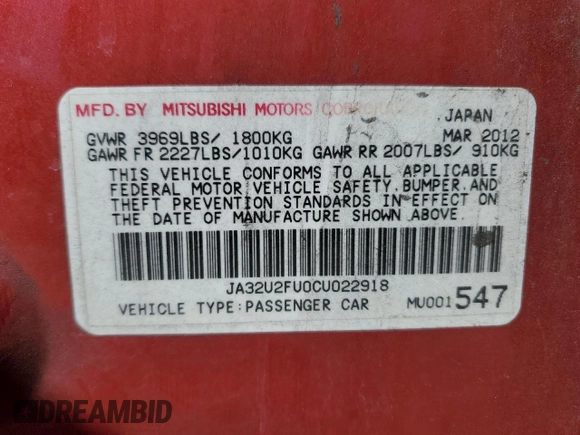 MFD. BY MITSUBISHI MOTORS CORPORATION JAPAN
GVWR 3969LBS/ 1800KG MAR 2012
GAWR FR 2227LBS/1010KG GAWR RR 2007LBS/ 910KG
THIS VEHICLE CONFORMS TO ALL APPLICABLE
FEDERAL MOTOR VEHICLE SAFETY.BUMPER.AND
THEFT PREVENTION STANDARDS IN EFFECT ON
THE DATE OF MANUFACTURE SHOWN ABOVE.
JA32U2FU0CU022918
VEHICLE TYPE:PASSENGER CAR MU001547
DREAMBID